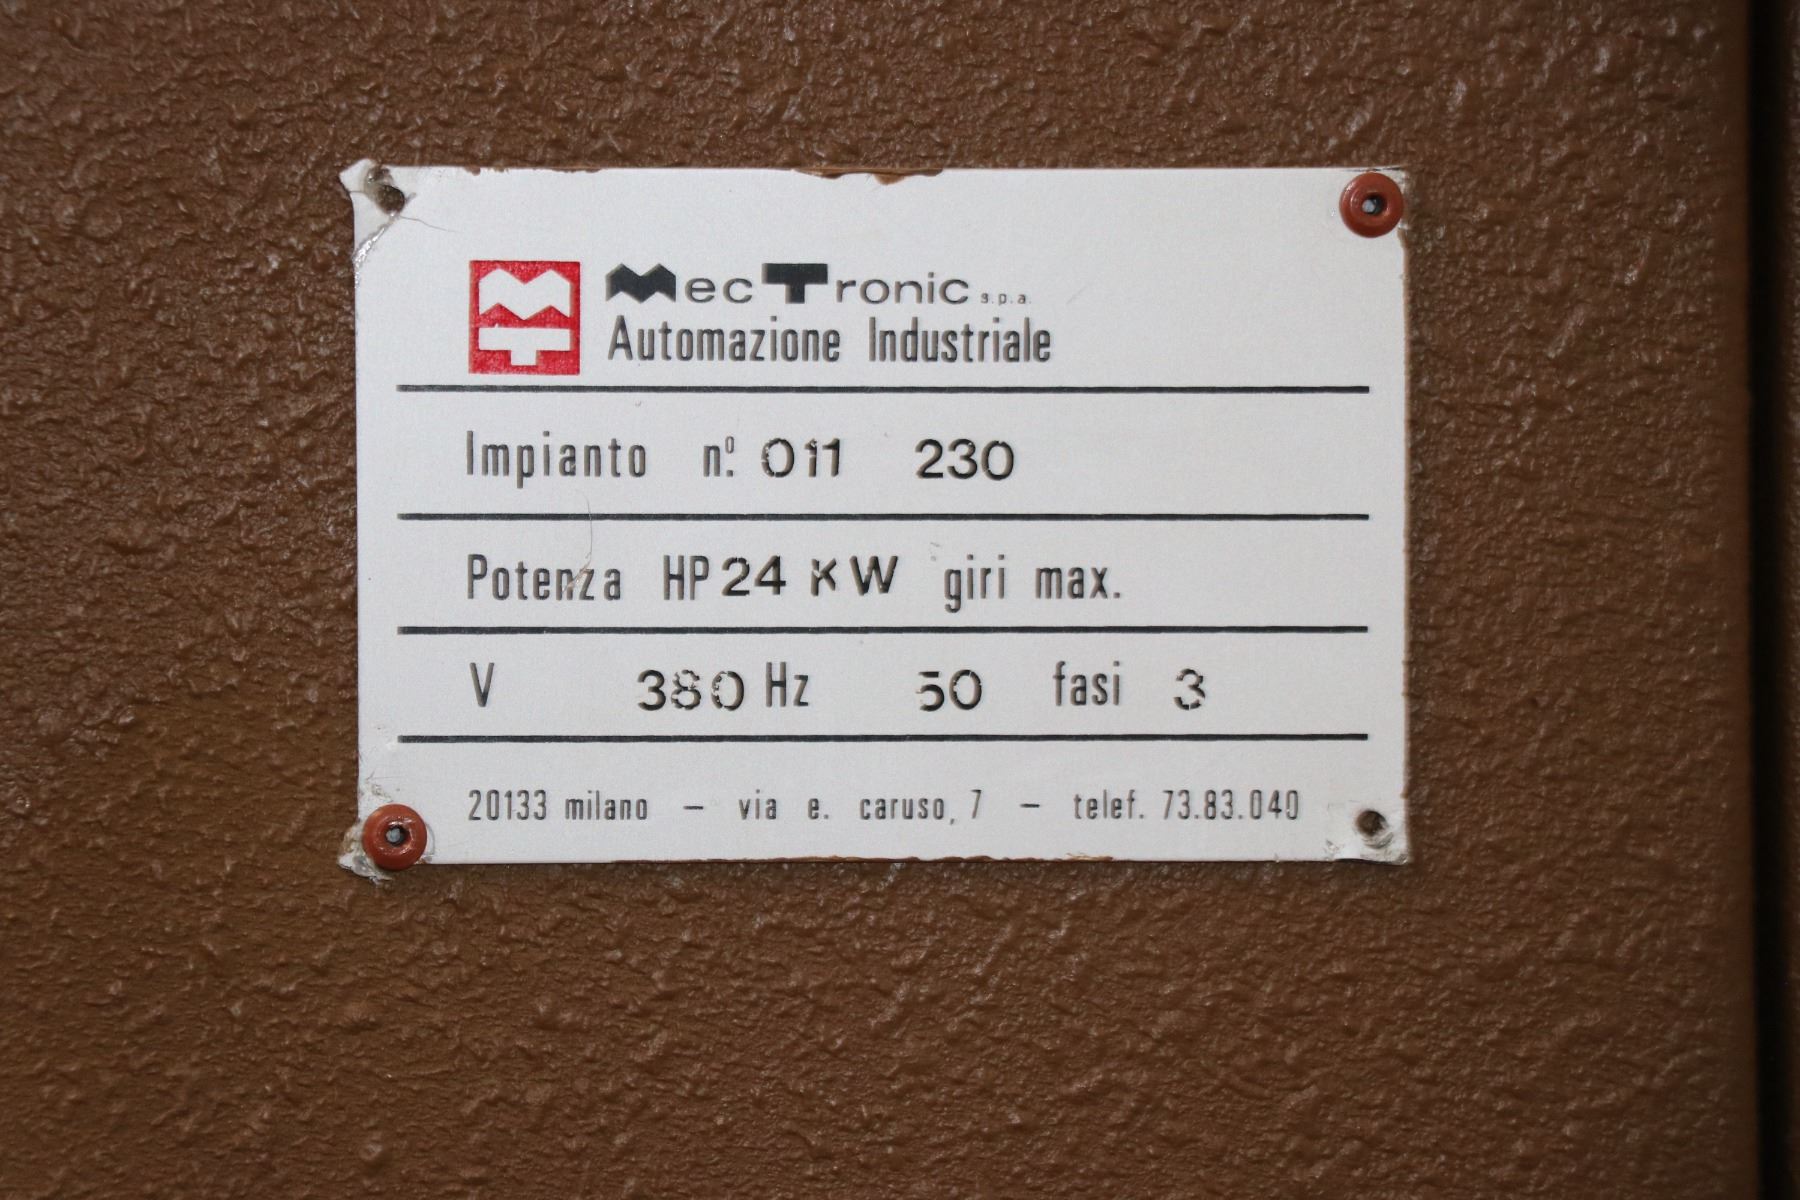 MecTronic s.p.a.
Automazione Industriale
Impianto nº. 011 230
Potenza HP 24 KW giri max.
V 380 Hz 50 fasi 3
20133 milano – via e. caruso, 7 – telef. 73.83.040